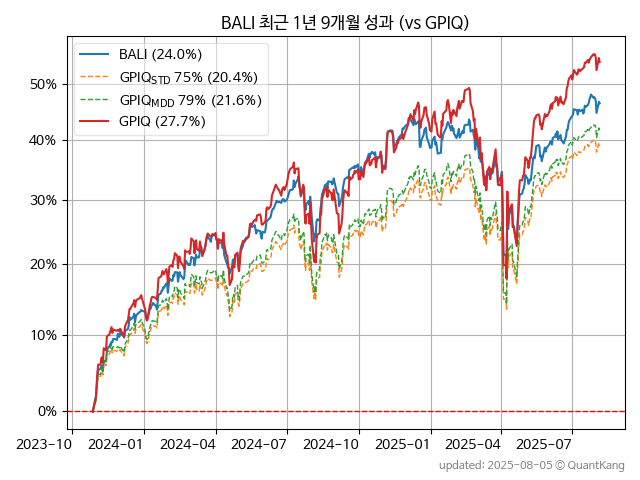 BALI 최근 1년 9개월 성과 (vs GPIQ)
BALI (24.0%)
GPIQSTD 75% (20.4%)
GPIQMDD 79% (21.6%)
GPIQ (27.7%)
50%
40%
30%
20%
10%
0%
2023-10 2024-01 2024-04 2024-07 2024-10 2025-01 2025-04 2025-07
updated: 2025-08-05 © QuantKang